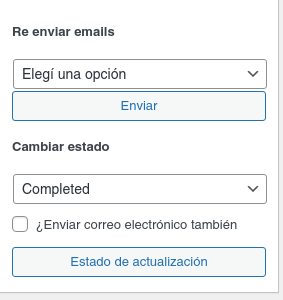 Re enviar emails
Elegí una opción
Enviar
Cambiar estado
Completed
¿Enviar correo electrónico también
Estado de actualización